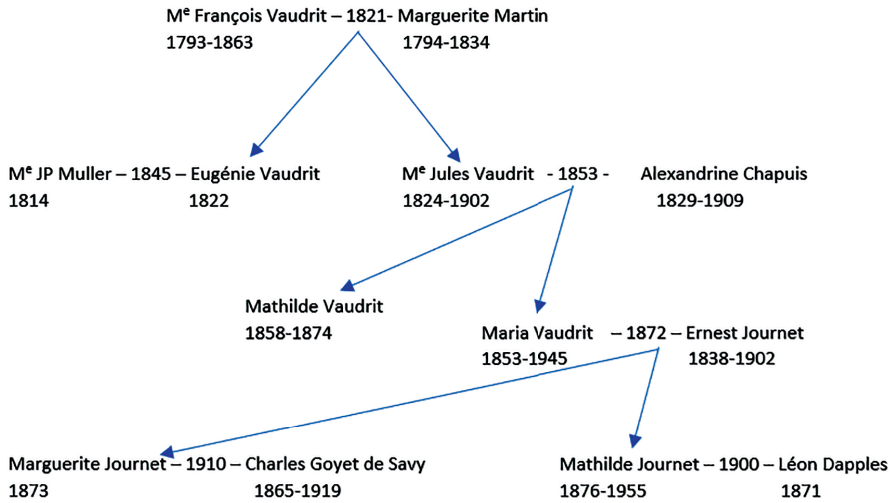 Mᵉ François Vaudrit – 1821- Marguerite Martin
1793-1863 1794-1834
Mᵉ JP Muller – 1845 – Eugénie Vaudrit Mᵉ Jules Vaudrit - 1853 - Alexandrine Chapuis
1814 1822 1824-1902 1829-1909
Mathilde Vaudrit
1858-1874
Maria Vaudrit – 1872 – Ernest Journet
1853-1945 1838-1902
Marguerite Journet – 1910 – Charles Goyet de Savy Mathilde Journet – 1900 – Léon Dapples
1873 1865-1919 1876-1955 1871